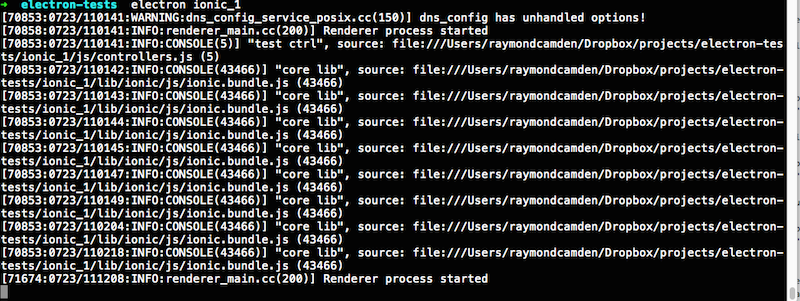 ➜  electron-tests  electron ionic_1
[70853:0723/110141:WARNING:dns_config_service_posix.cc(150)] dns_config has unhandled options!
[70858:0723/110141:INFO:renderer_main.cc(200)] Renderer process started
[70853:0723/110141:INFO:CONSOLE(5)] "test ctrl", source: file:///Users/raymondcamden/Dropbox/projects/electron-tes
ts/ionic_1/js/controllers.js (5)
[70853:0723/110142:INFO:CONSOLE(43466)] "core lib", source: file:///Users/raymondcamden/Dropbox/projects/electron-
tests/ionic_1/lib/ionic/js/ionic.bundle.js (43466)
[70853:0723/110143:INFO:CONSOLE(43466)] "core lib", source: file:///Users/raymondcamden/Dropbox/projects/electron-
tests/ionic_1/lib/ionic/js/ionic.bundle.js (43466)
[70853:0723/110144:INFO:CONSOLE(43466)] "core lib", source: file:///Users/raymondcamden/Dropbox/projects/electron-
tests/ionic_1/lib/ionic/js/ionic.bundle.js (43466)
[70853:0723/110145:INFO:CONSOLE(43466)] "core lib", source: file:///Users/raymondcamden/Dropbox/projects/electron-
tests/ionic_1/lib/ionic/js/ionic.bundle.js (43466)
[70853:0723/110147:INFO:CONSOLE(43466)] "core lib", source: file:///Users/raymondcamden/Dropbox/projects/electron-
tests/ionic_1/lib/ionic/js/ionic.bundle.js (43466)
[70853:0723/110149:INFO:CONSOLE(43466)] "core lib", source: file:///Users/raymondcamden/Dropbox/projects/electron-
tests/ionic_1/lib/ionic/js/ionic.bundle.js (43466)
[70853:0723/110204:INFO:CONSOLE(43466)] "core lib", source: file:///Users/raymondcamden/Dropbox/projects/electron-
tests/ionic_1/lib/ionic/js/ionic.bundle.js (43466)
[70853:0723/110218:INFO:CONSOLE(43466)] "core lib", source: file:///Users/raymondcamden/Dropbox/projects/electron-
tests/ionic_1/lib/ionic/js/ionic.bundle.js (43466)
[71674:0723/111208:INFO:renderer_main.cc(200)] Renderer process started